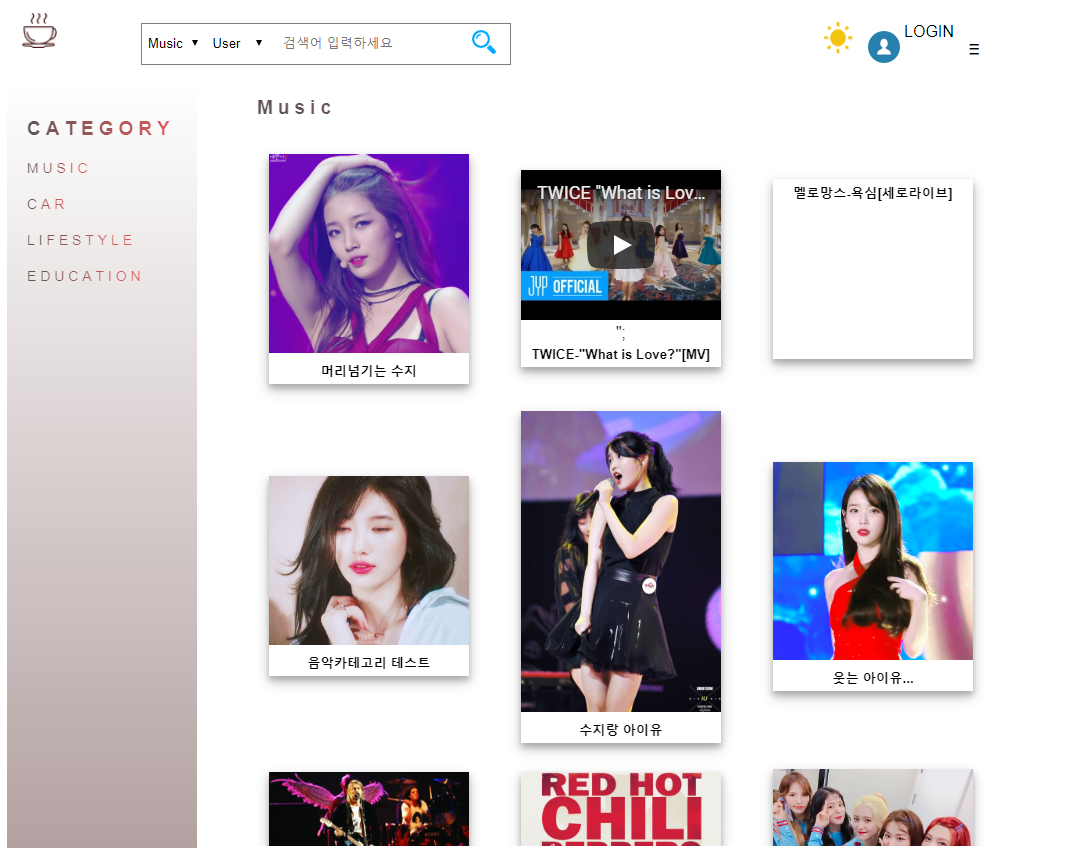 Music ▼ User ▼ 검색어 입력하세요
LOGIN
☰
CATEGORY
MUSIC
CAR
LIFESTYLE
EDUCATION
Music
머리넘기는 수지
TWICE "What is Lov...
JYP OFFICIAL
";
TWICE-"What is Love?"[MV]
멜로망스-욕심[세로라이브]
음악카테고리 테스트
수지랑 아이유
웃는 아이유...
RED HOT
CHILI
PEPPERS